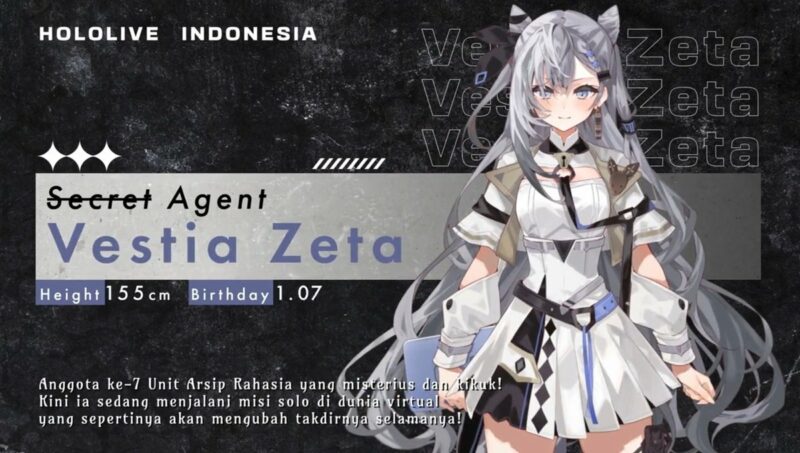 HOLOLIVE INDONESIA
Vestia Zeta
Vestia Zeta
Vestia Zeta
Secret Agent
Vestia Zeta
Height 155cm Birthday 1.07
Anggota ke-7 Unit Arsip Rahasia yang misterius dan kikuk!
Kini ia sedang menjalani misi solo di dunia virtual
yang sepertinya akan mengubah takdirnya selamanya!